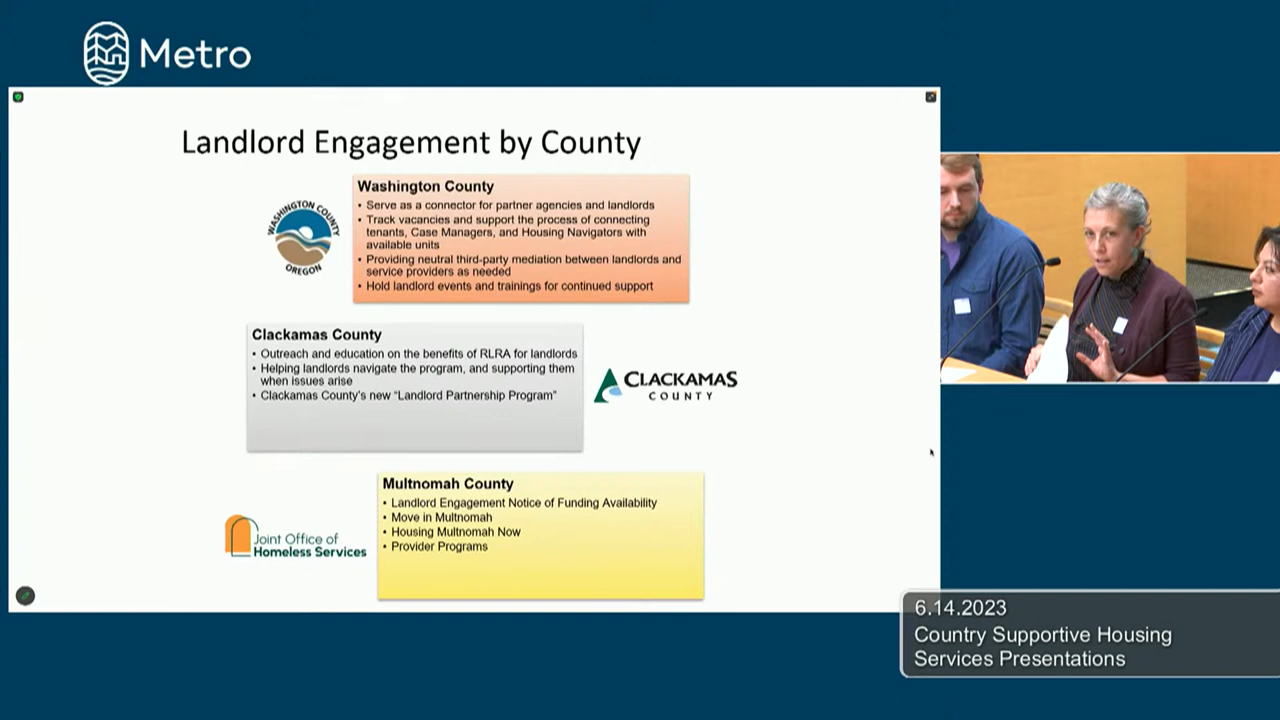 Metro
Landlord Engagement by County
Washington County
• Serve as a connector for partner agencies and landlords
• Track vacancies and support the process of connecting
tenants, Case Managers, and Housing Navigators with
available units
• Providing neutral third-party mediation between landlords and
service providers as needed
• Hold landlord events and trainings for continued support
WASHINGTON COUNTY
OREGON
Clackamas County
• Outreach and education on the benefits of RLRA for landlords
• Helping landlords navigate the program, and supporting them
when issues arise
• Clackamas County's new “Landlord Partnership Program”
CLACKAMAS
COUNTY
Multnomah County
• Landlord Engagement Notice of Funding Availability
• Move in Multnomah
• Housing Multnomah Now
• Provider Programs
Joint Office of
Homeless Services
6.14.2023
Country Supportive Housing
Services Presentations